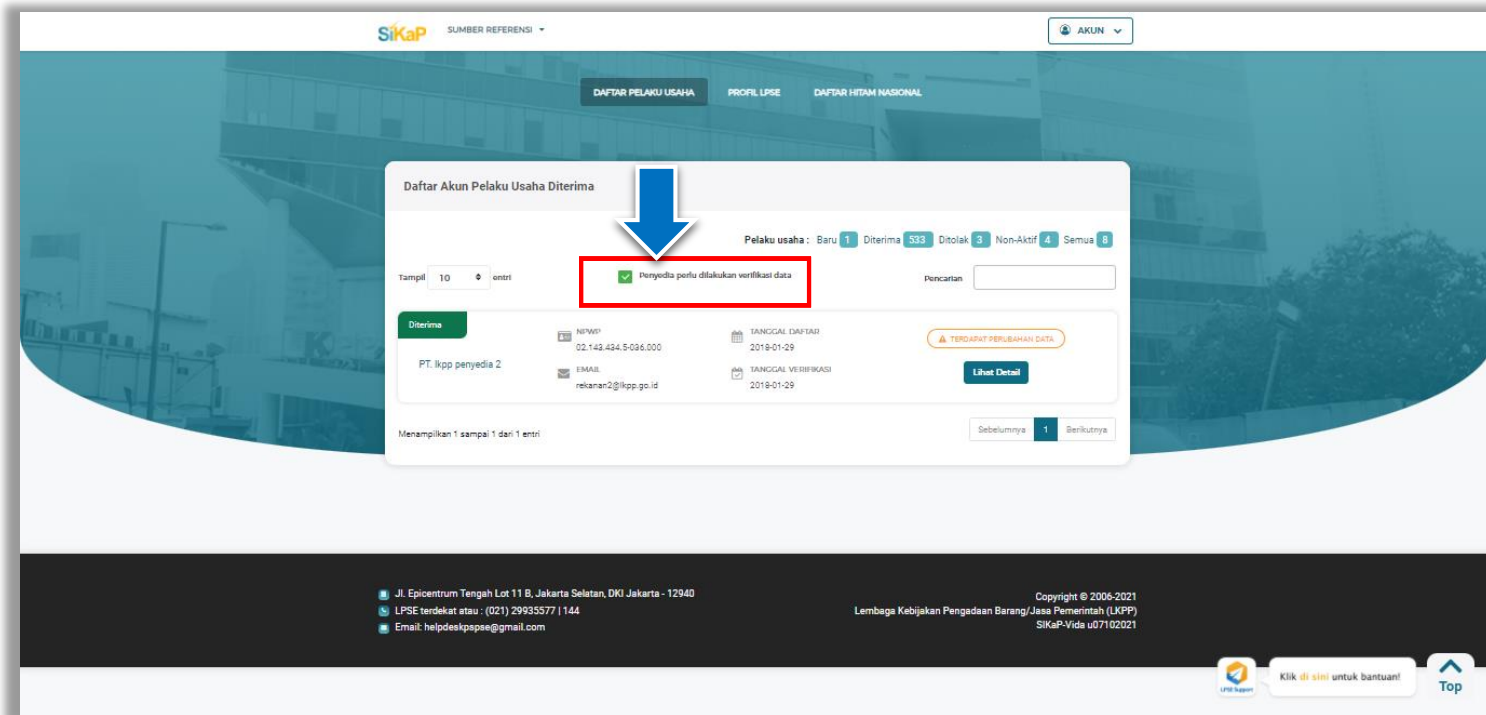 SiKaP SUMBER REFERENSI AKUN
DAFTAR PELAKU USAHA PROFIL LPSE DAFTAR HITAM NASIONAL
Daftar Akun Pelaku Usaha Diterima
Pelaku usaha : Baru 1 Diterima 533 Ditolak 3 Non-Aktif 4 Semua 8
Tampil 10 entri Penyedia perlu dilakukan verifikasi data Pencarian
Diterima
PT. lkpp penyedia 2
NPWP
02.143.434.5-036.000
EMAIL
rekanan2@lkpp.go.id
TANGGAL DAFTAR
2018-01-29
TANGGAL VERIFIKASI
2018-01-29
TERDAPAT PERUBAHAN DATA
Lihat Detail
Menampilkan 1 sampai 1 dari 1 entri
Sebelumnya 1 Berikutnya
Jl. Epicentrum Tengah Lot 11 B, Jakarta Selatan, DKI Jakarta - 12940
LPSE terdekat atau : (021) 29935577 | 144
Email: helpdeskpspse@gmail.com
Copyright © 2006-2021
Lembaga Kebijakan Pengadaan Barang/Jasa Pemerintah (LKPP)
SIKaP-Vida u07102021
LPSE Support
Klik di sini untuk bantuan!
Top